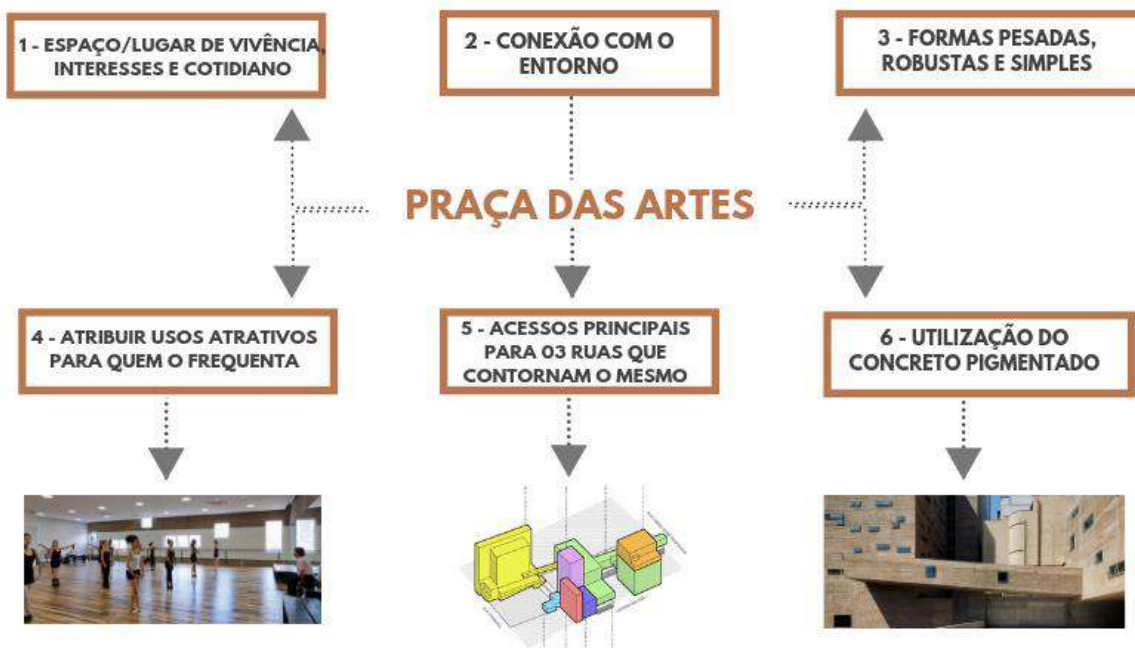 1 - ESPAÇO/LUGAR DE VIVÊNCIA,
INTERESSES E COTIDIANO
2 - CONEXÃO COM O
ENTORNO
3 - FORMAS PESADAS,
ROBUSTAS E SIMPLES
PRAÇA DAS ARTES
4 - ATRIBUIR USOS ATRATIVOS
PARA QUEM O FREQUENTA
5 - ACESSOS PRINCIPAIS
PARA 03 RUAS QUE
CONTORNAM O MESMO
6 - UTILIZAÇÃO DO
CONCRETO PIGMENTADO